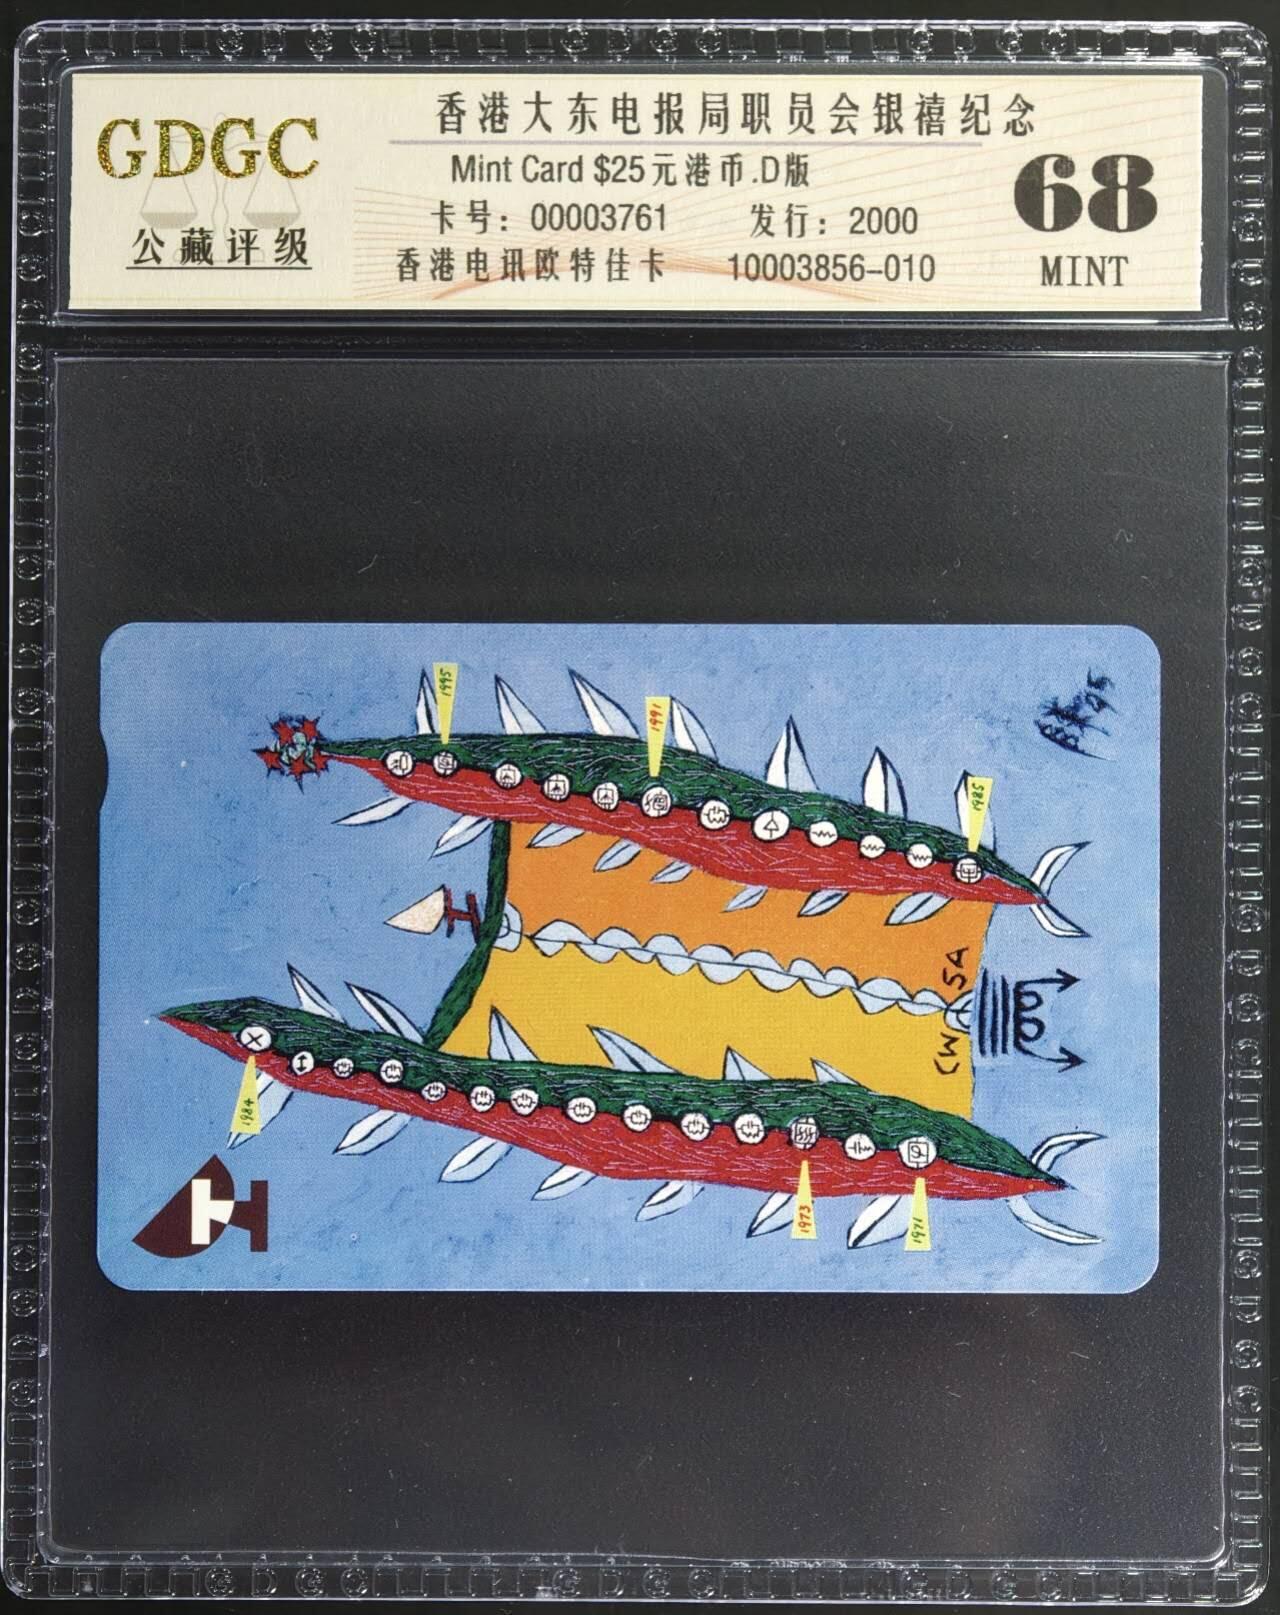 香港大东电报局职员会银禧纪念
GDGC
Mint Card $25元港币.D版
68
卡号：00003761 发行：2000
公藏评级
香港电讯欧特佳卡 10003856-010
MINT
1995
1991
1985
95
CWSA
1984
1973
1971